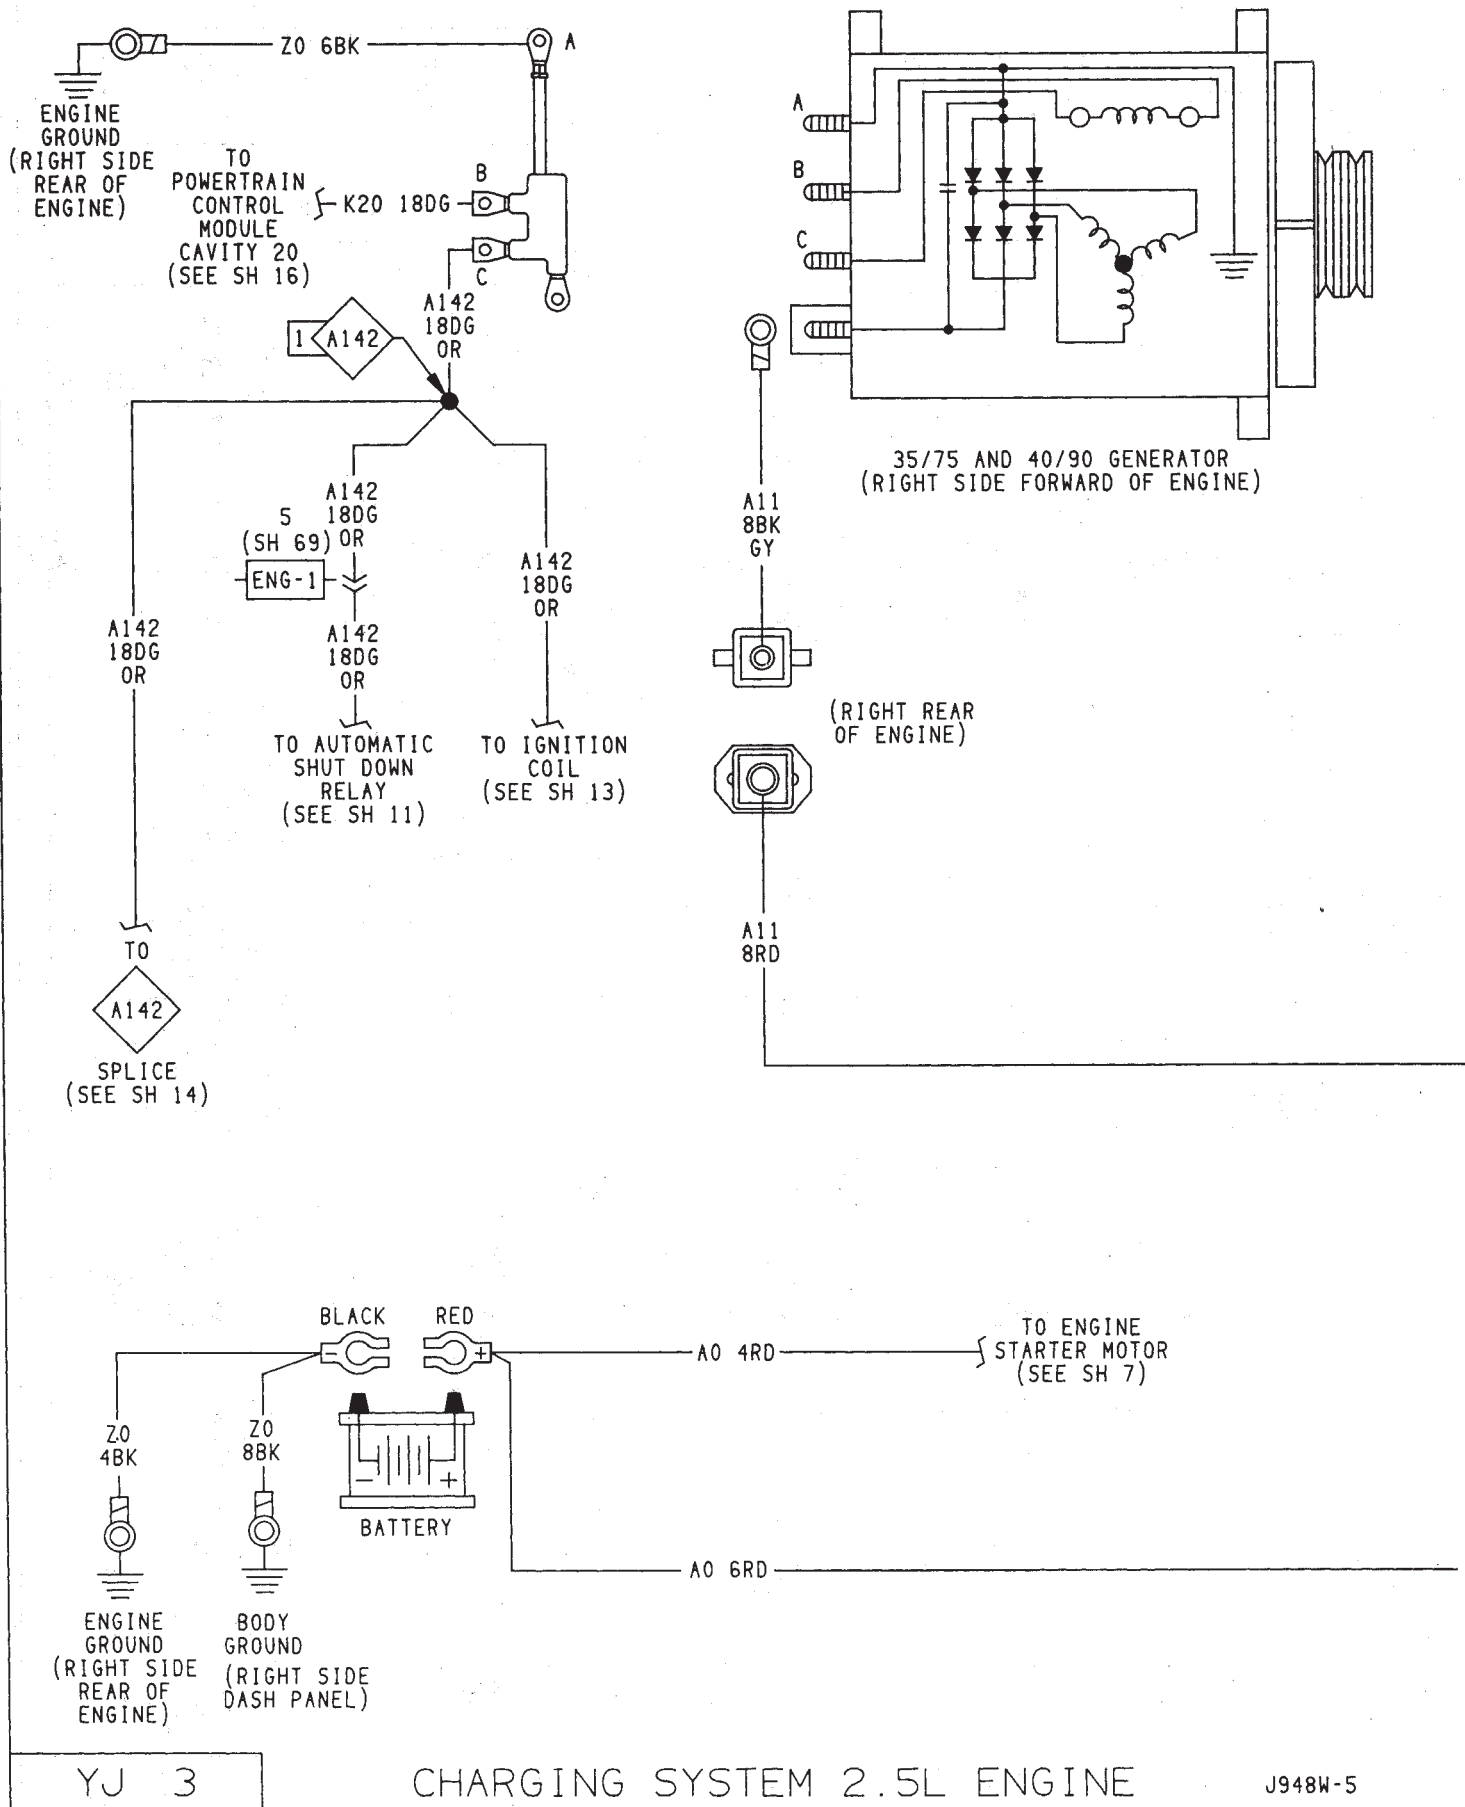 Z0 6BK
A
ENGINE
GROUND
(RIGHT SIDE
REAR OF
ENGINE)
TO
POWERTRAIN
CONTROL
MODULE
CAVITY 20
(SEE SH 16)
K20 18DG
B
C
A142
18DG
OR
1
A142
A142
18DG
OR
5
(SH 69)
ENG-1
A142
18DG
OR
A142
18DG
OR
A142
18DG
OR
TO AUTOMATIC
SHUT DOWN
RELAY
(SEE SH 11)
TO IGNITION
COIL
(SEE SH 13)
TO
A142
SPLICE
(SEE SH 14)
A
B
C
35/75 AND 40/90 GENERATOR
(RIGHT SIDE FORWARD OF ENGINE)
A11
8BK
GY
(RIGHT REAR
OF ENGINE)
A11
8RD
BLACK
RED
-
+
A0 4RD
TO ENGINE
STARTER MOTOR
(SEE SH 7)
Z0
4BK
Z0
8BK
-
+
BATTERY
A0 6RD
ENGINE
GROUND
(RIGHT SIDE
REAR OF
ENGINE)
BODY
GROUND
(RIGHT SIDE
DASH PANEL)
YJ 3
CHARGING SYSTEM 2.5L ENGINE
J948W-5